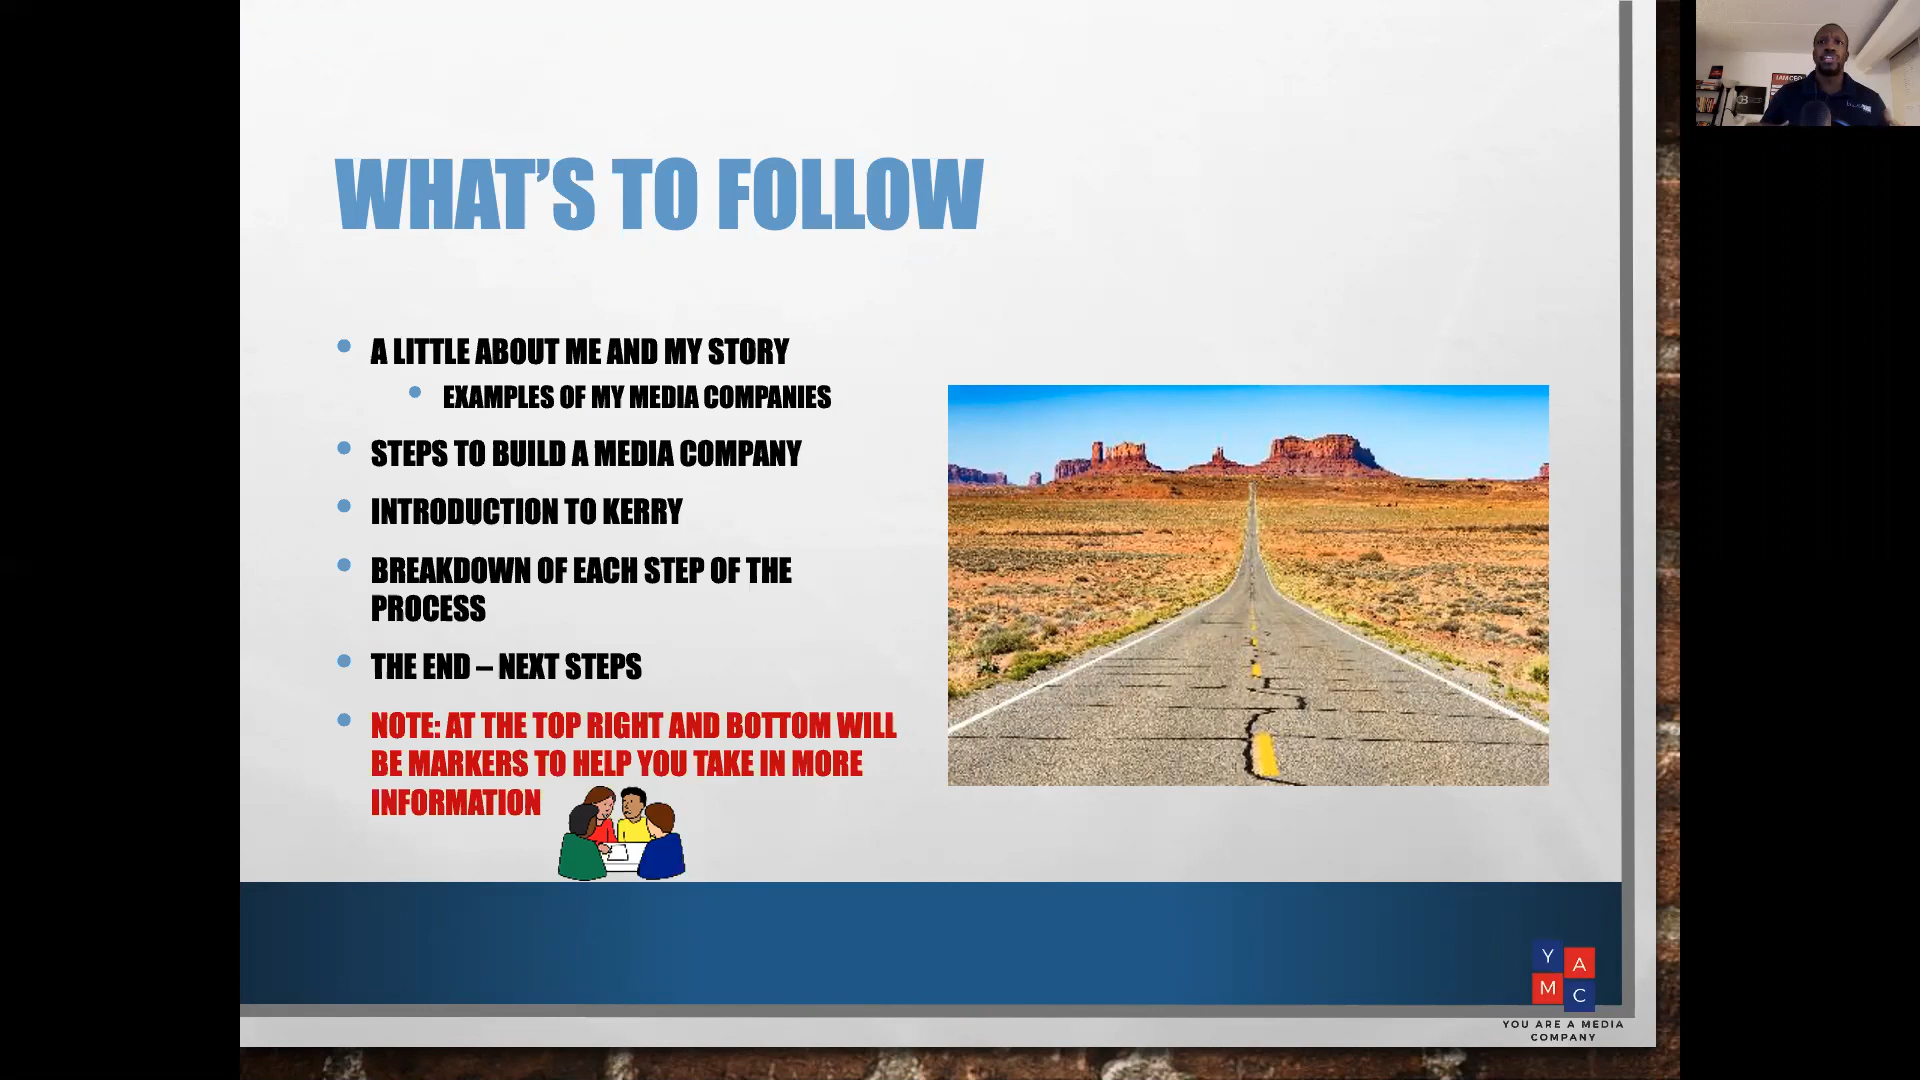 WHAT'S TO FOLLOW
A LITTLE ABOUT ME AND MY STORY
EXAMPLES OF MY MEDIA COMPANIES
STEPS TO BUILD A MEDIA COMPANY
INTRODUCTION TO KERRY
BREAKDOWN OF EACH STEP OF THE
PROCESS
THE END – NEXT STEPS
NOTE: AT THE TOP RIGHT AND BOTTOM WILL
BE MARKERS TO HELP YOU TAKE IN MORE
INFORMATION
Y A
M C
YOU ARE A MEDIA
COMPANY
I AM CEO